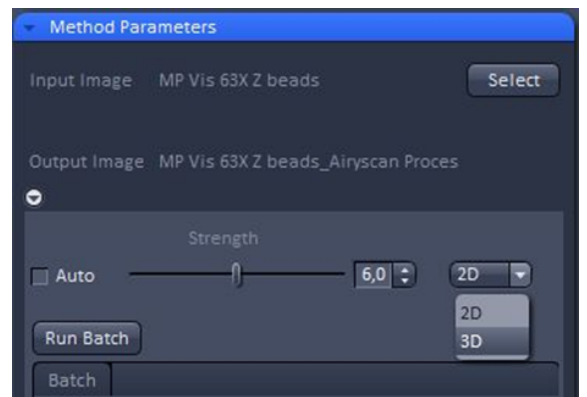 Method Parameters
Input Image MP Vis 63X Z beads Select
Output Image MP Vis 63X Z beads_Airyscan Proces
Strength
Auto 6,0 2D
2D
Run Batch 3D
Batch